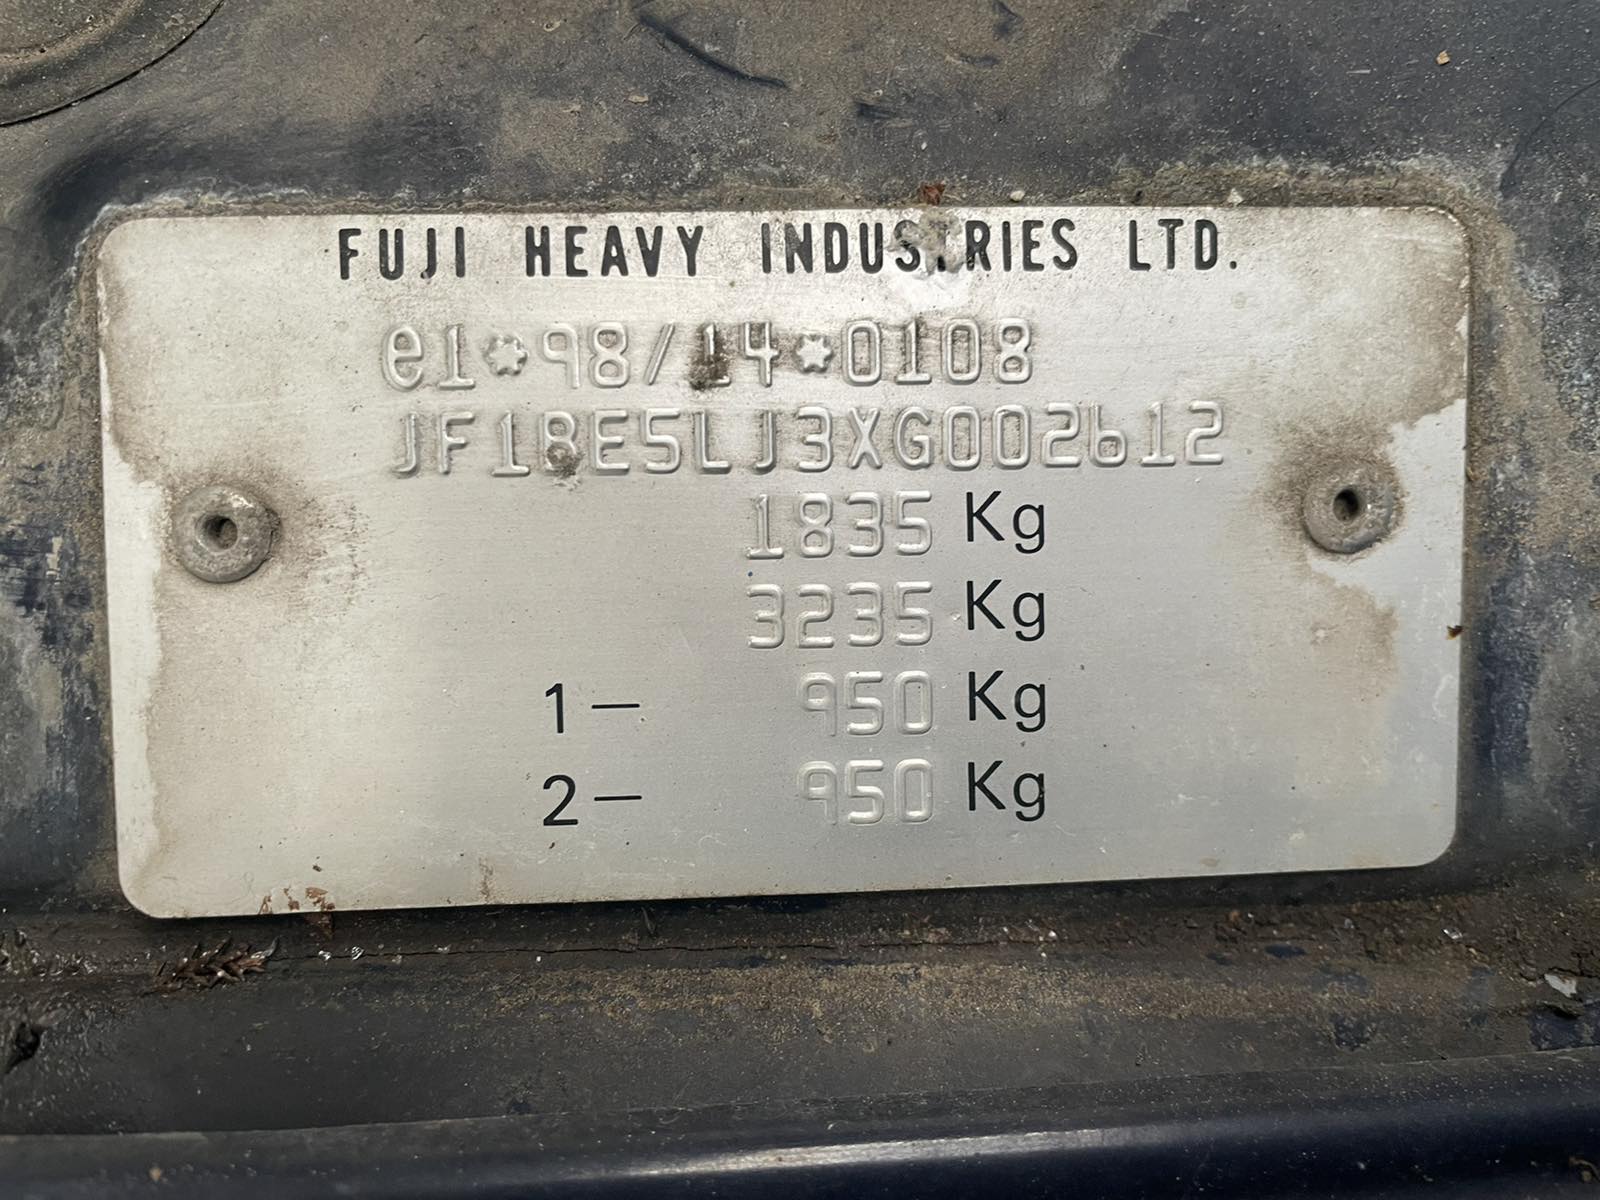 FUJI HEAVY INDUSTRIES LTD.
e1*98/14*0108
JF1BE5LJ3XG002612
1835 Kg
3235 Kg
1— 950 Kg
2— 950 Kg